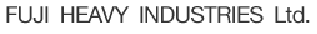 FUJI HEAVY INDUSTRIES Ltd.